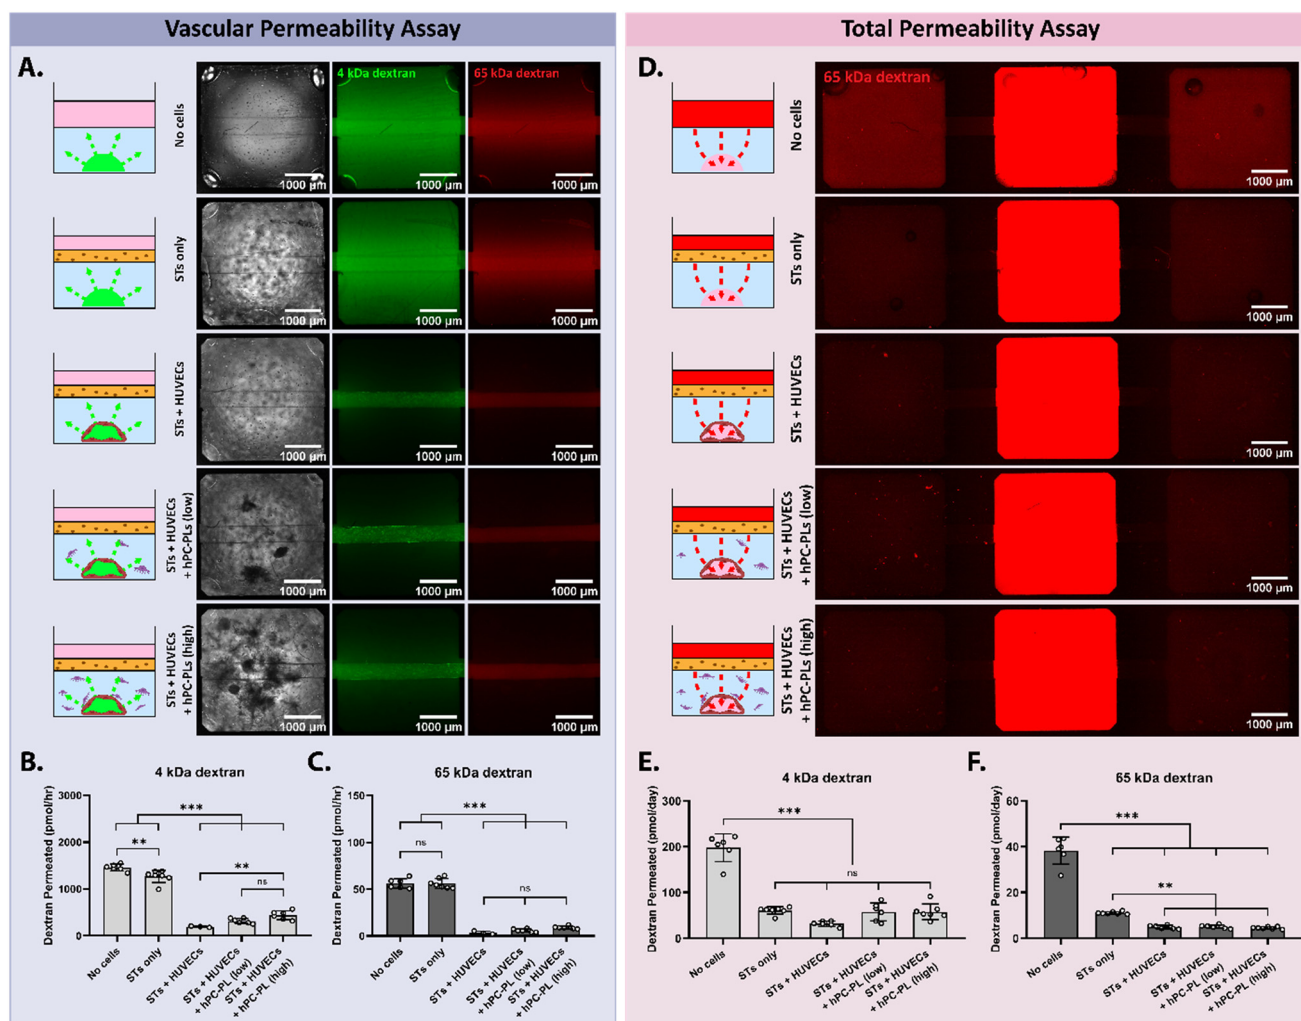 Vascular Permeability Assay
A.
No cells
4 kDa dextran
65 kDa dextran
1000 µm
1000 µm
1000 µm
STs only
1000 µm
1000 µm
1000 µm
STs + HUVECs
1000 µm
1000 µm
1000 µm
STs + HUVECs
+ hPC-PLs (low)
1000 µm
1000 µm
1000 µm
STs + HUVECs
+ hPC-PLs (high)
1000 µm
1000 µm
1000 µm
B.
4 kDa dextran
Dextran Permeated (pmol/hr)
3000
2000
1000
0
***
**
**
ns
No cells
STs only
STs + HUVECs
STs + HUVECs
+ hPC-PL (low)
STs + HUVECs
+ hPC-PL (high)
C.
65 kDa dextran
Dextran Permeated (pmol/hr)
150
100
50
0
***
ns
ns
No cells
STs only
STs + HUVECs
STs + HUVECs
+ hPC-PL (low)
STs + HUVECs
+ hPC-PL (high)
Total Permeability Assay
D.
No cells
65 kDa dextran
1000 µm
STs only
1000 µm
STs + HUVECs
1000 µm
STs + HUVECs
+ hPC-PLs (low)
1000 µm
STs + HUVECs
+ hPC-PLs (high)
1000 µm
E.
4 kDa dextran
Dextran Permeated (pmol/day)
300
200
100
0
***
ns
No cells
STs only
STs + HUVECs
STs + HUVECs
+ hPC-PL (low)
STs + HUVECs
+ hPC-PL (high)
F.
65 kDa dextran
Dextran Permeated (pmol/day)
60
40
20
0
***
**
No cells
STs only
STs + HUVECs
STs + HUVECs
+ hPC-PL (low)
STs + HUVECs
+ hPC-PL (high)